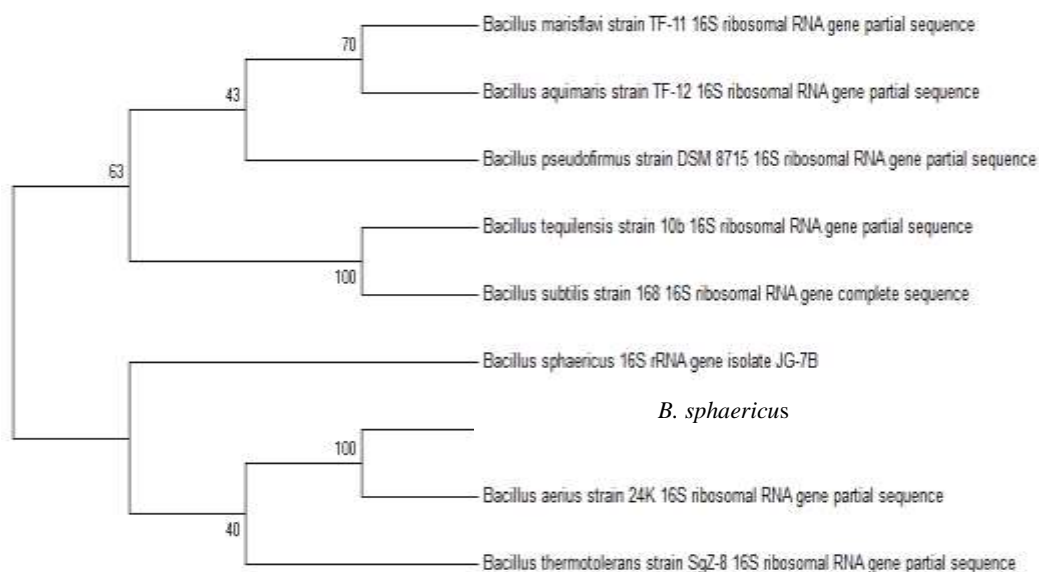 Bacillus marisflavi strain TF-11 16S ribosomal RNA gene partial sequence
70
Bacillus aquimaris strain TF-12 16S ribosomal RNA gene partial sequence
43
Bacillus pseudofirmus strain DSM 8715 16S ribosomal RNA gene partial sequence
63
Bacillus tequilensis strain 10b 16S ribosomal RNA gene partial sequence
100
Bacillus subtilis strain 168 16S ribosomal RNA gene complete sequence
Bacillus sphaericus 16S rRNA gene isolate JG-7B
B. sphaericus
100
Bacillus aerius strain 24K 16S ribosomal RNA gene partial sequence
40
Bacillus thermotolerans strain SgZ-8 16S ribosomal RNA gene partial sequence